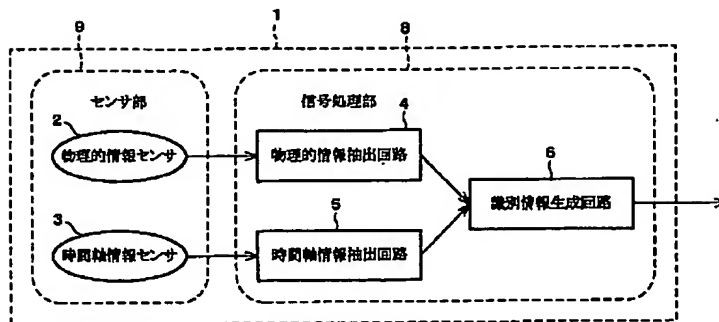 1
9
8
センサ部
信号処理部
2
4
物理的情報センサ
物理的情報抽出回路
6
識別情報生成回路
3
5
時間軸情報センサ
時間軸情報抽出回路